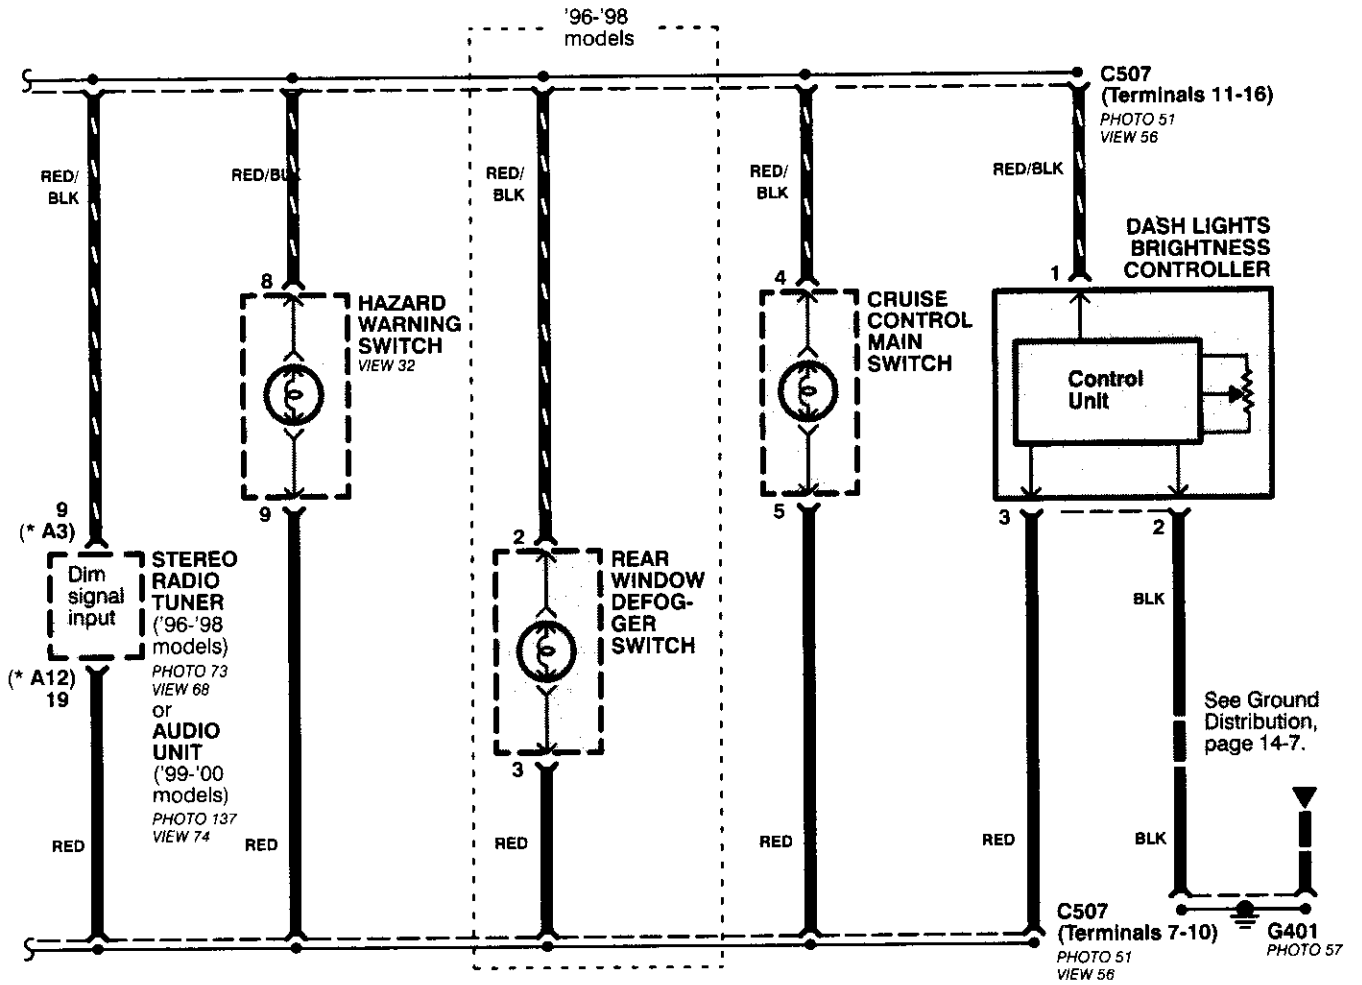 '96-'98
models
C507
(Terminals 11-16)
PHOTO 51
VIEW 56
RED/
BLK
RED/BLK
RED/
BLK
RED/
BLK
RED/BLK
DASH LIGHTS
BRIGHTNESS
CONTROLLER
8
4
1
HAZARD
WARNING
SWITCH
VIEW 32
CRUISE
CONTROL
MAIN
SWITCH
Control
Unit
9
(* A3)
9
5
3
2
2
Dim
signal
input
STEREO
RADIO
TUNER
('96-'98
models)
PHOTO 73
VIEW 68
or
AUDIO
UNIT
('99-'00
models)
PHOTO 137
VIEW 74
(* A12)
19
REAR
WINDOW
DEFOG-
GER
SWITCH
3
BLK
See Ground
Distribution,
page 14-7.
RED
RED
RED
RED
RED
BLK
C507
(Terminals 7-10)
PHOTO 51
VIEW 56
G401
PHOTO 57